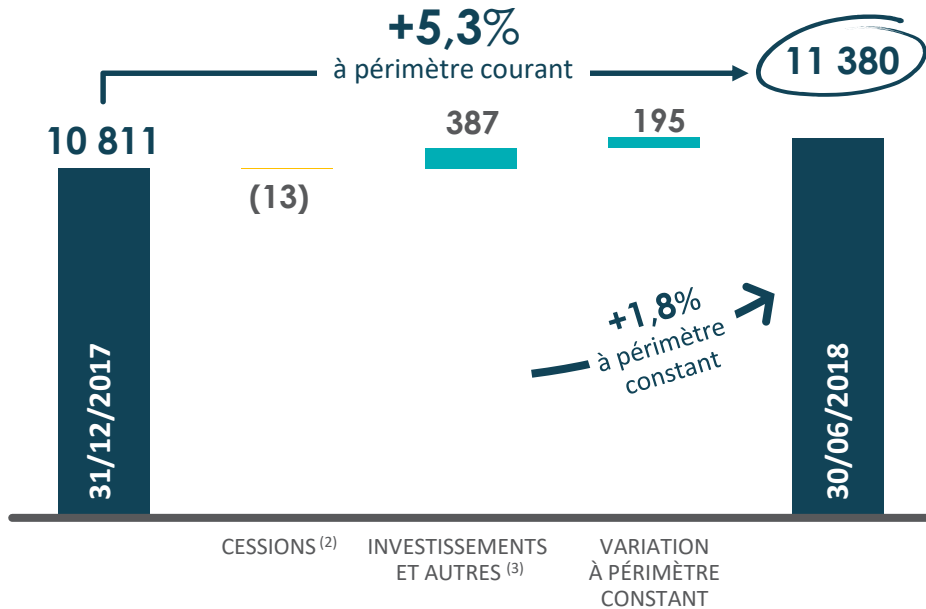 +5,3%
à périmètre courant
11 380
10 811
(13)
387
195
+1,8%
à périmètre
constant
31/12/2017
30/06/2018
CESSIONS (2)
INVESTISSEMENTS
ET AUTRES (3)
VARIATION
À PÉRIMÈTRE
CONSTANT